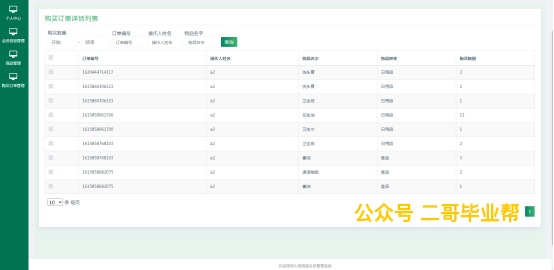 个人中心
会员信息管理
物品管理
购买订单管理
购买订单详情列表
购买数量 订单编号 操作人姓名 物品名字
开始 - 结束 订单编号 操作人姓名 物品名字 查询
订单编号 操作人姓名 物品名字 物品种类 购买数量
1620444714117 a2 洗头膏 日用品 2
1615860306123 a2 洗头膏 日用品 2
1615860306123 a2 卫生纸 日用品 1
1615858961700 a2 卫生纸 日用品 11
1615858961700 a2 卫生巾 日用品 1
1615858768101 a2 卫生纸 日用品 2
1615858768101 a2 薯条 食品 3
1615858682075 a2 食品 2
1615858682075 a2 薯条 食品 1
10 条 每页
公众号 二哥毕业帮
1